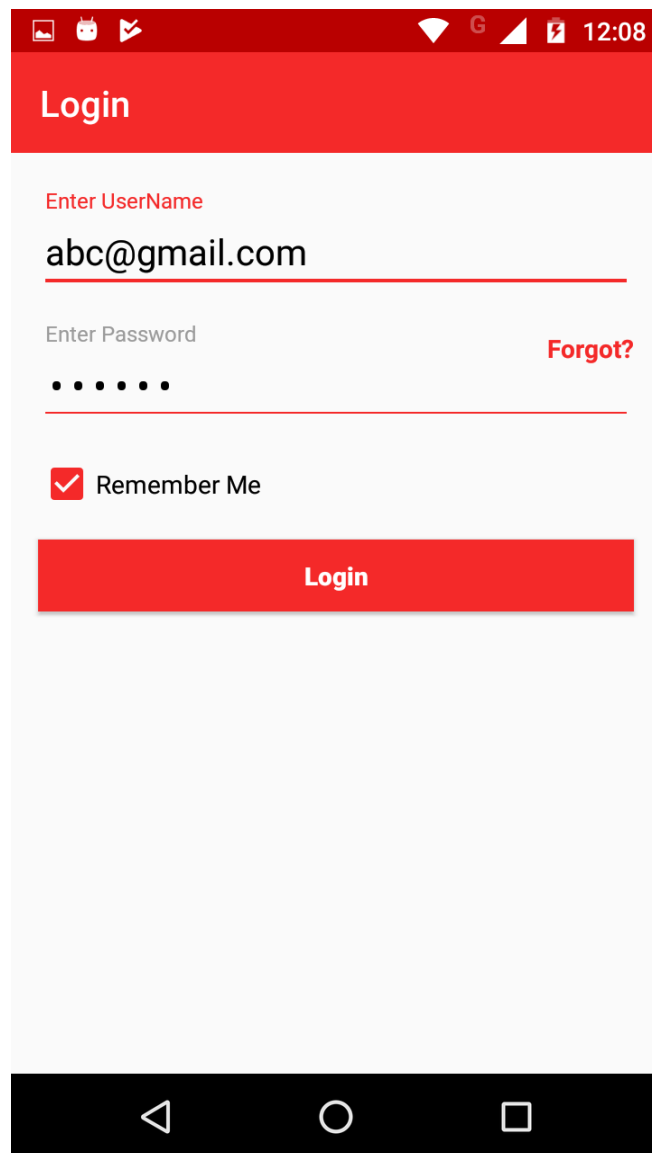 G 12:08
Login
Enter UserName
abc@gmail.com
Enter Password
Forgot?
••••••
Remember Me
Login